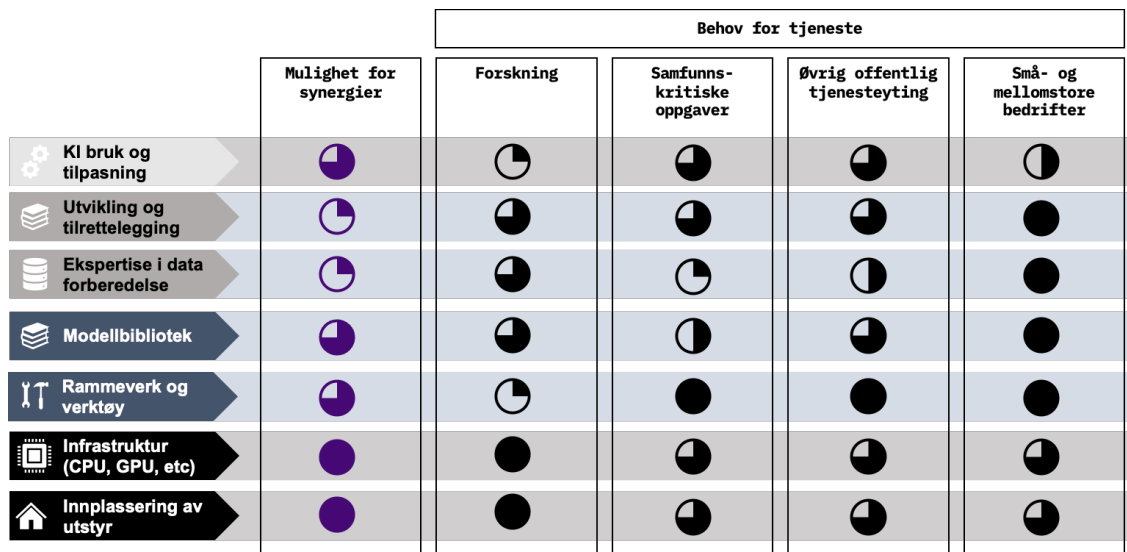 Behov for tjeneste
Mulighet for
synergier
Forskning
Samfunns-
kritiske
oppgaver
Øvrig offentlig
tjenesteyting
Små- og
mellomstore
bedrifter
KI bruk og
tilpasning
Utvikling og
tilrettelegging
Ekspertise i data
forberedelse
Modellbibliotek
Rammeverk og
verktøy
Infrastruktur
(CPU, GPU, etc)
Innplassering av
utstyr